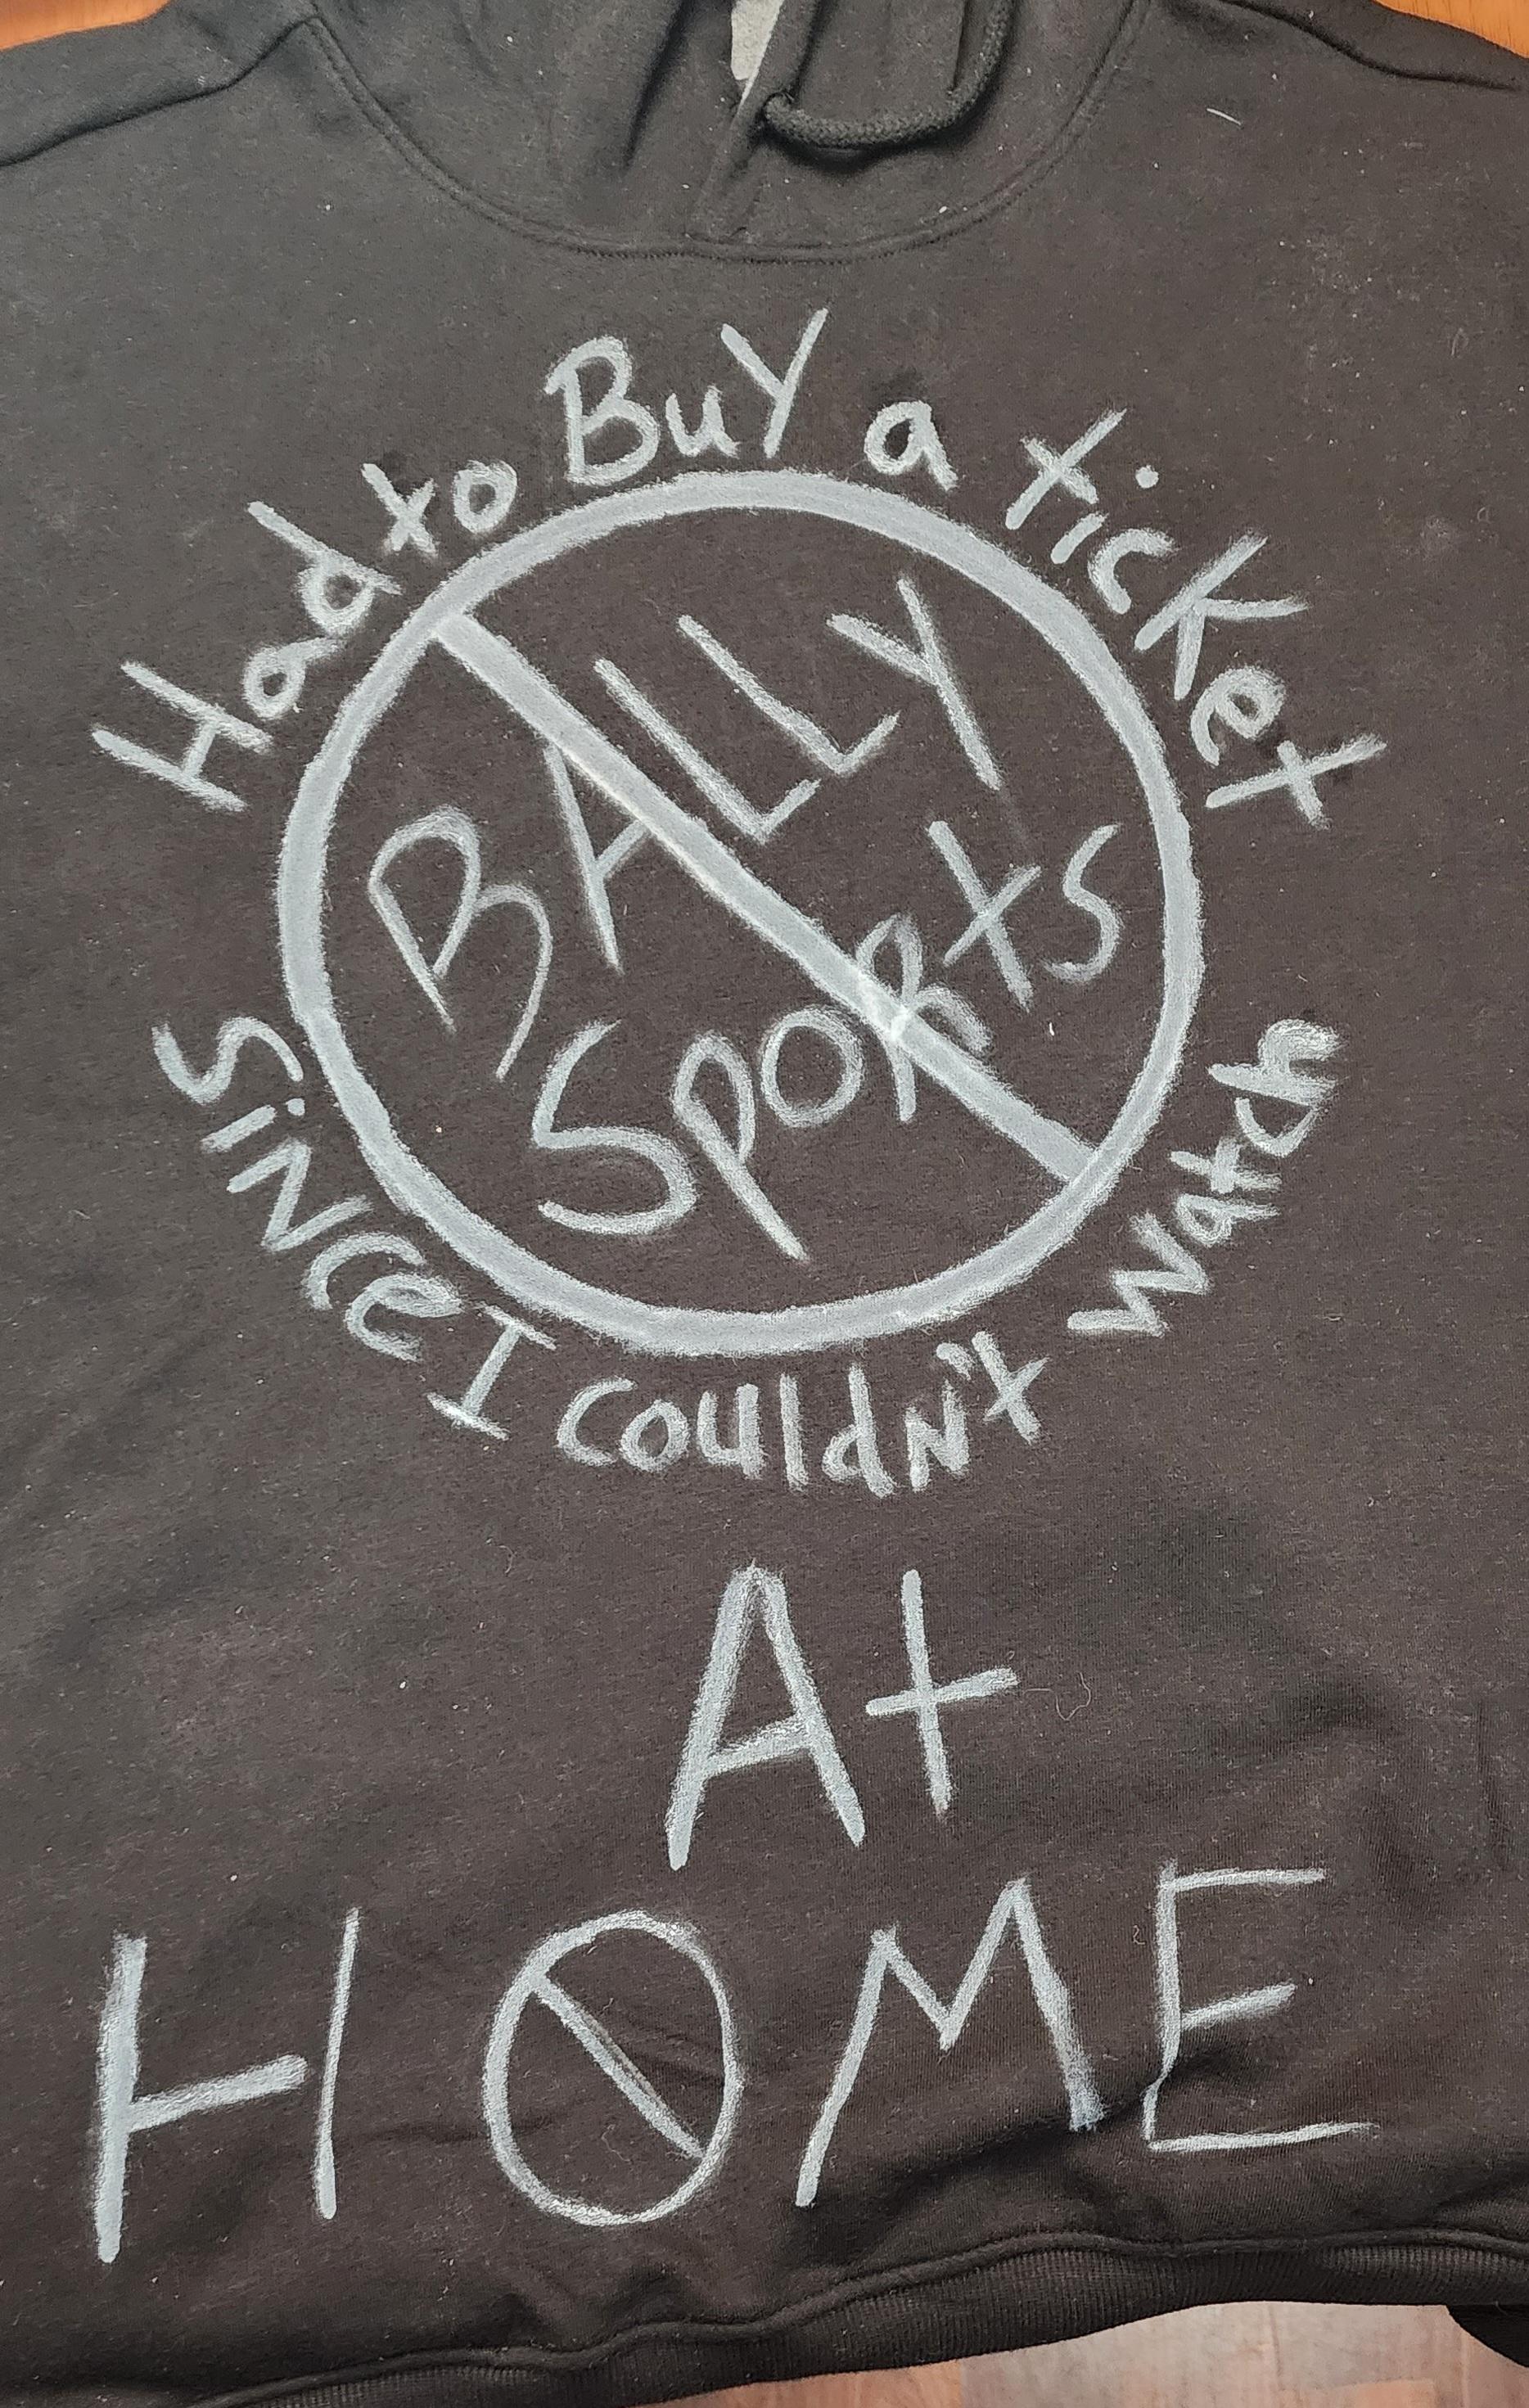 Had to BuY a ticket
BALLY
SpORtS
SiNce I couldn't watch
At
HOME